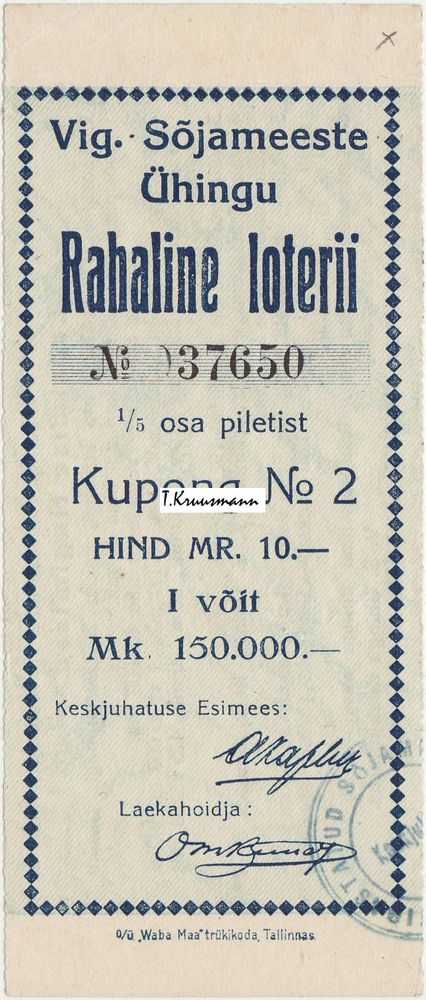 Vig. Sõjameeste
Ühingu
Rahaline loterii
№ 037650
1/5 osa piletist
Kupong № 2
T.Kruusmann
HIND MR. 10.—
I võit
Mk. 150.000.—
Keskjuhatuse Esimees:
Laekahoidja:
O/ü „Waba Maa" trükikoda, Tallinnas.